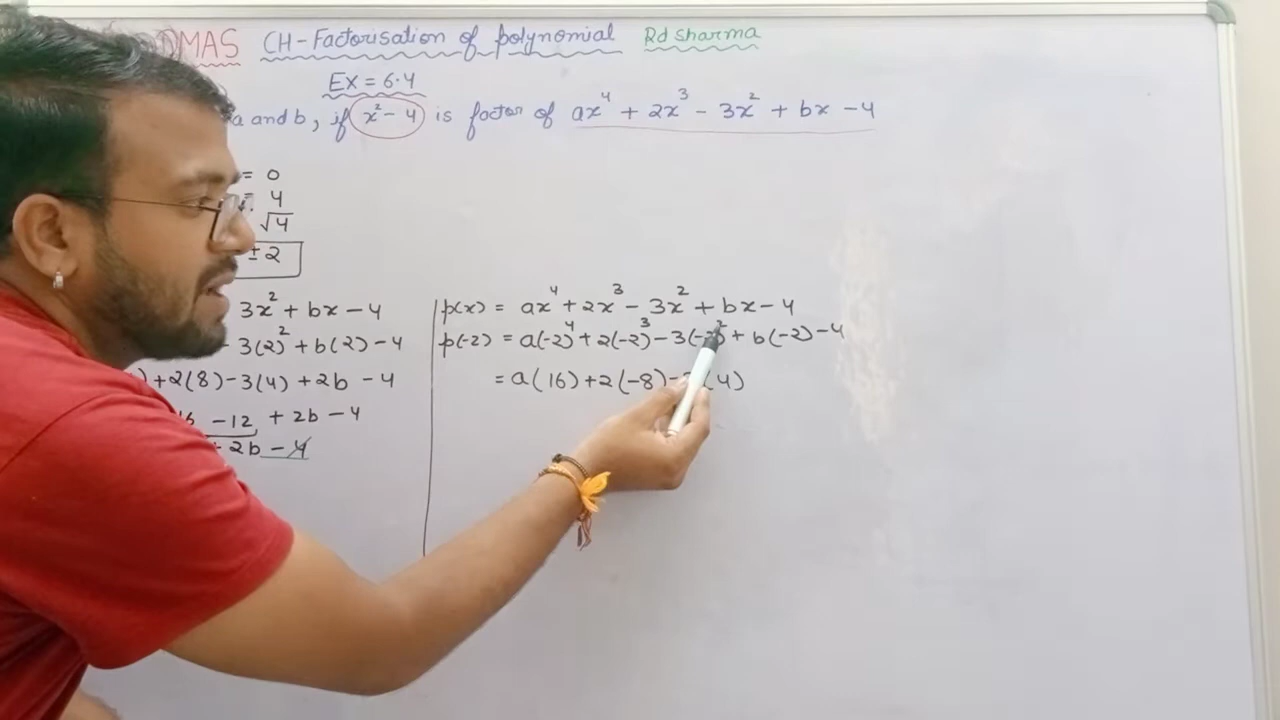 DMAS CH-Factorisation of polynomial Rd Sharma
Ex = 6.4
a and b, if x² - 4 is factor of ax⁴ + 2x³ - 3x² + bx - 4
= 0
= 4
√4
± 2
3x² + bx - 4
- 3(2)² + b(2) - 4
) + 2(8) - 3(4) + 2b - 4
- 12 + 2b - 4
+ 2b - 4
p(x) = ax⁴ + 2x³ - 3x² + bx - 4
p(-2) = a(-2)⁴ + 2(-2)³ - 3(-2)² + b(-2) - 4
= a(16) + 2(-8) - 3(4)